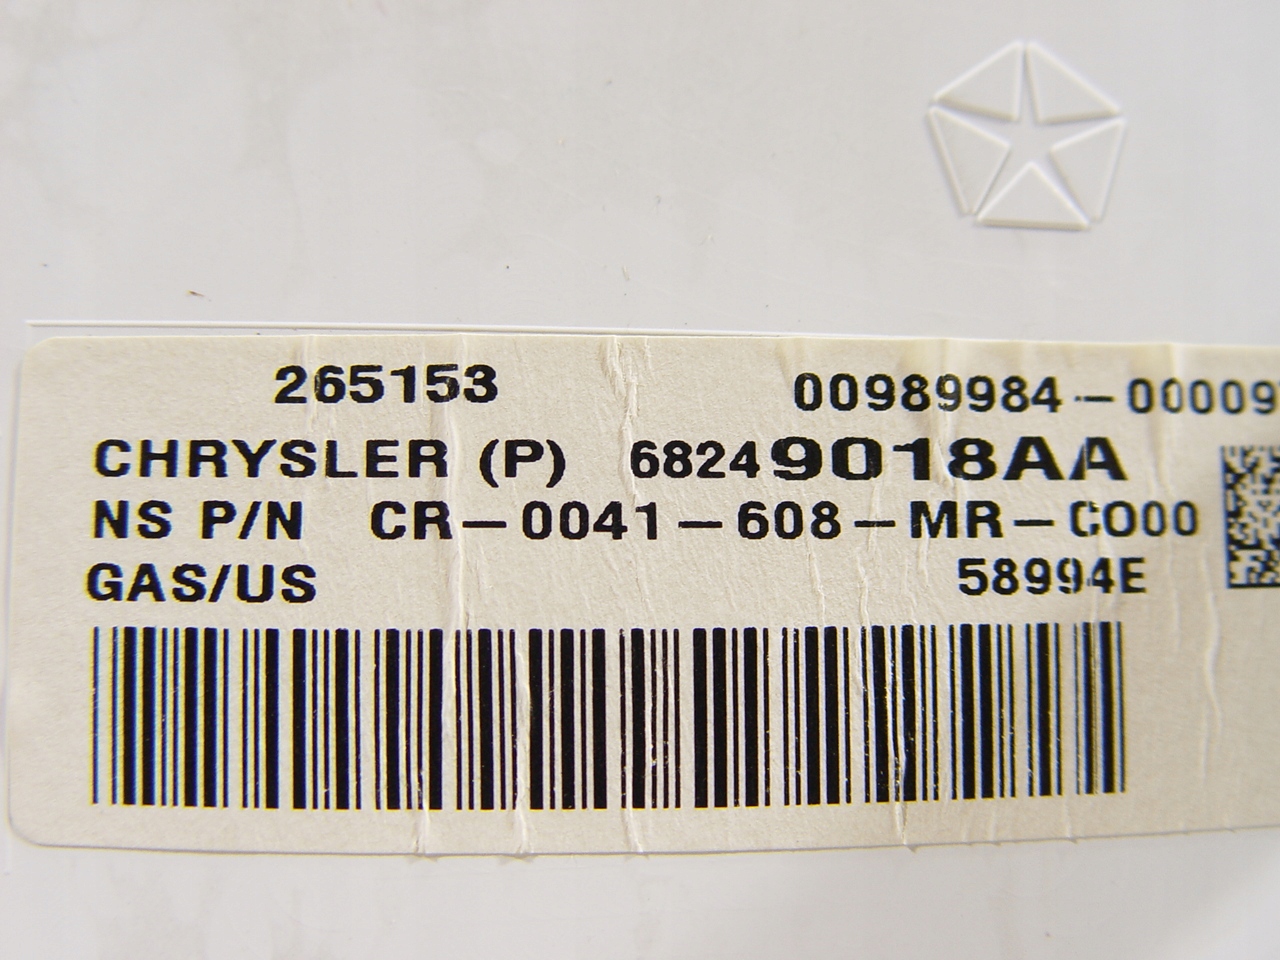 265153 00989984-00009
CHRYSLER (P) 68249018AA
NS P/N CR-0041-608-MR-C000
GAS/US 58994E